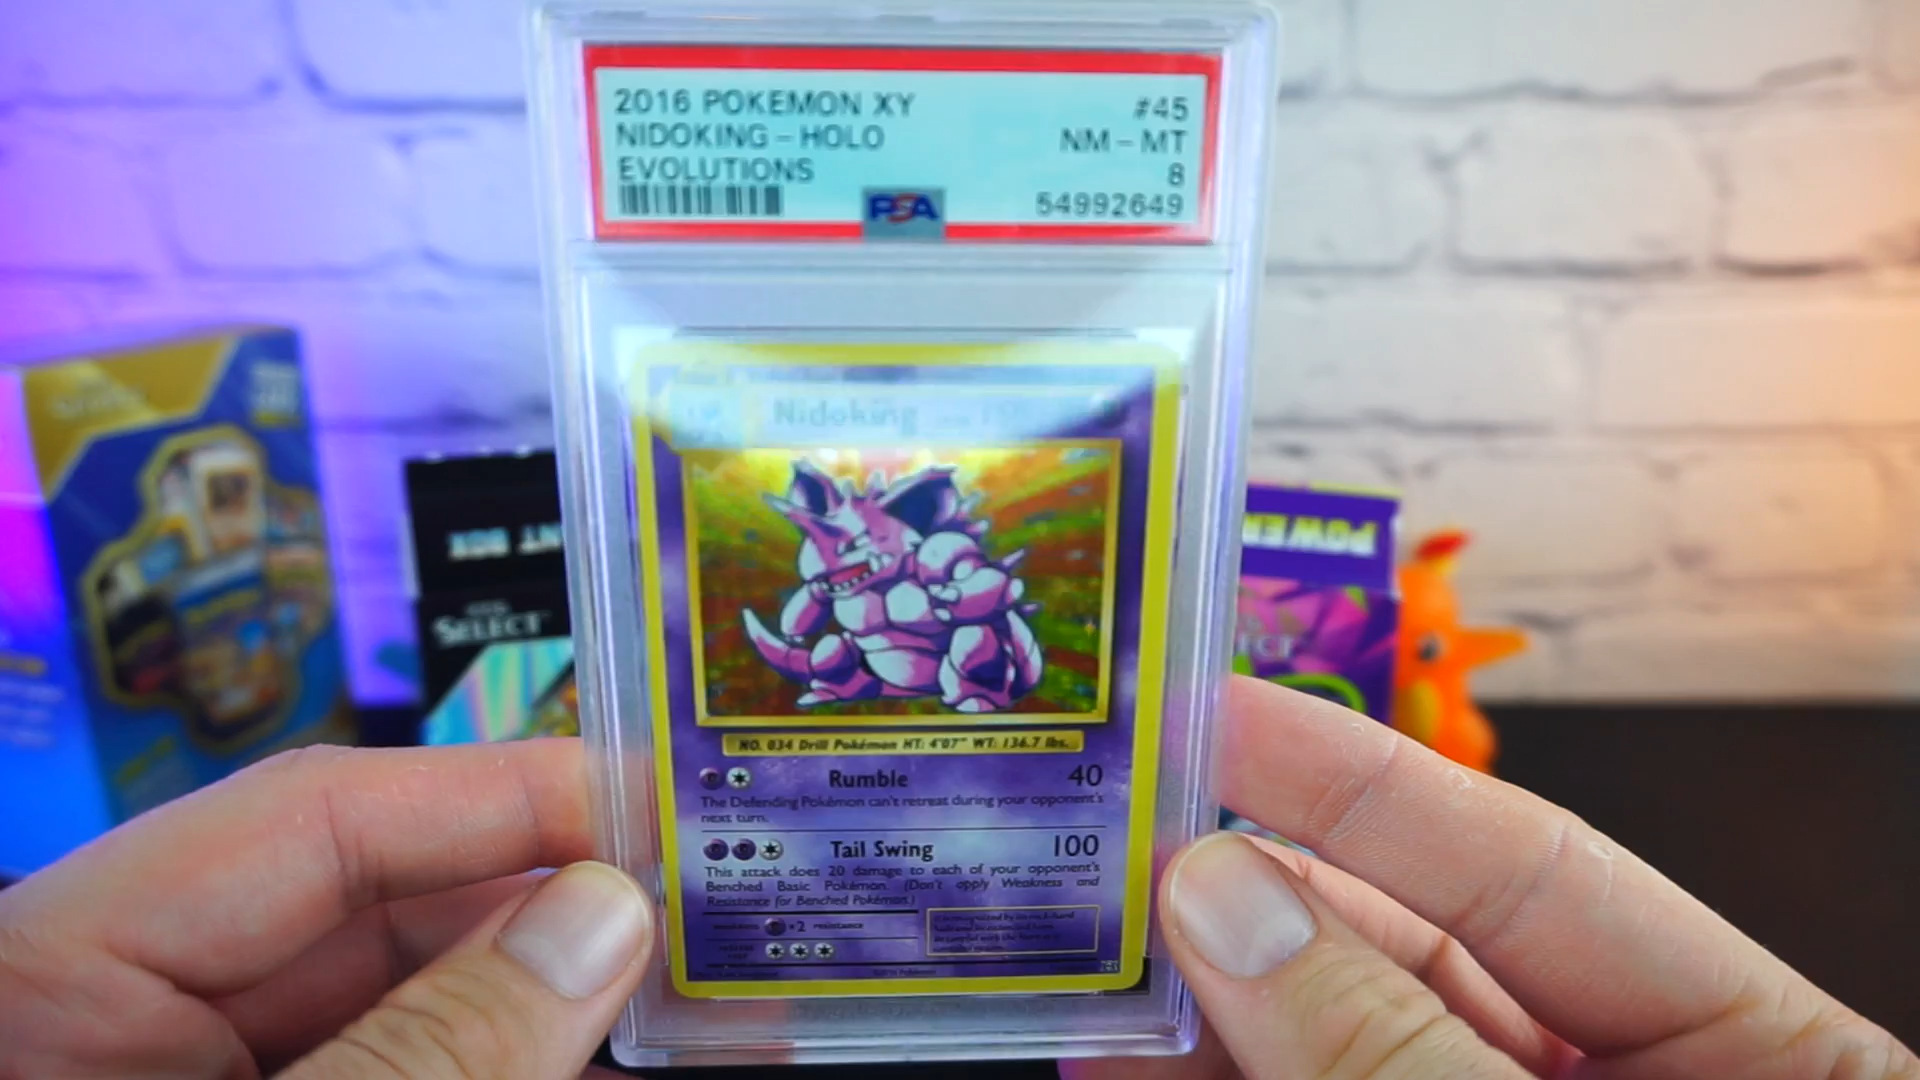 2016 POKEMON XY #45
NIDOKING - HOLO NM - MT
EVOLUTIONS 8
PSA 54992649
Nidoking
NO. 034 Drill Pokémon HT: 4'07" WT: 136.7 lbs.
Rumble 40
The Defending Pokémon can't retreat during your opponent's
next turn.
Tail Swing 100
This attack does 20 damage to each of your opponent's
Benched Basic Pokémon. (Don't apply Weakness and
Resistance for Benched Pokémon.)
weakness ×2 resistance
SELECT
POWER